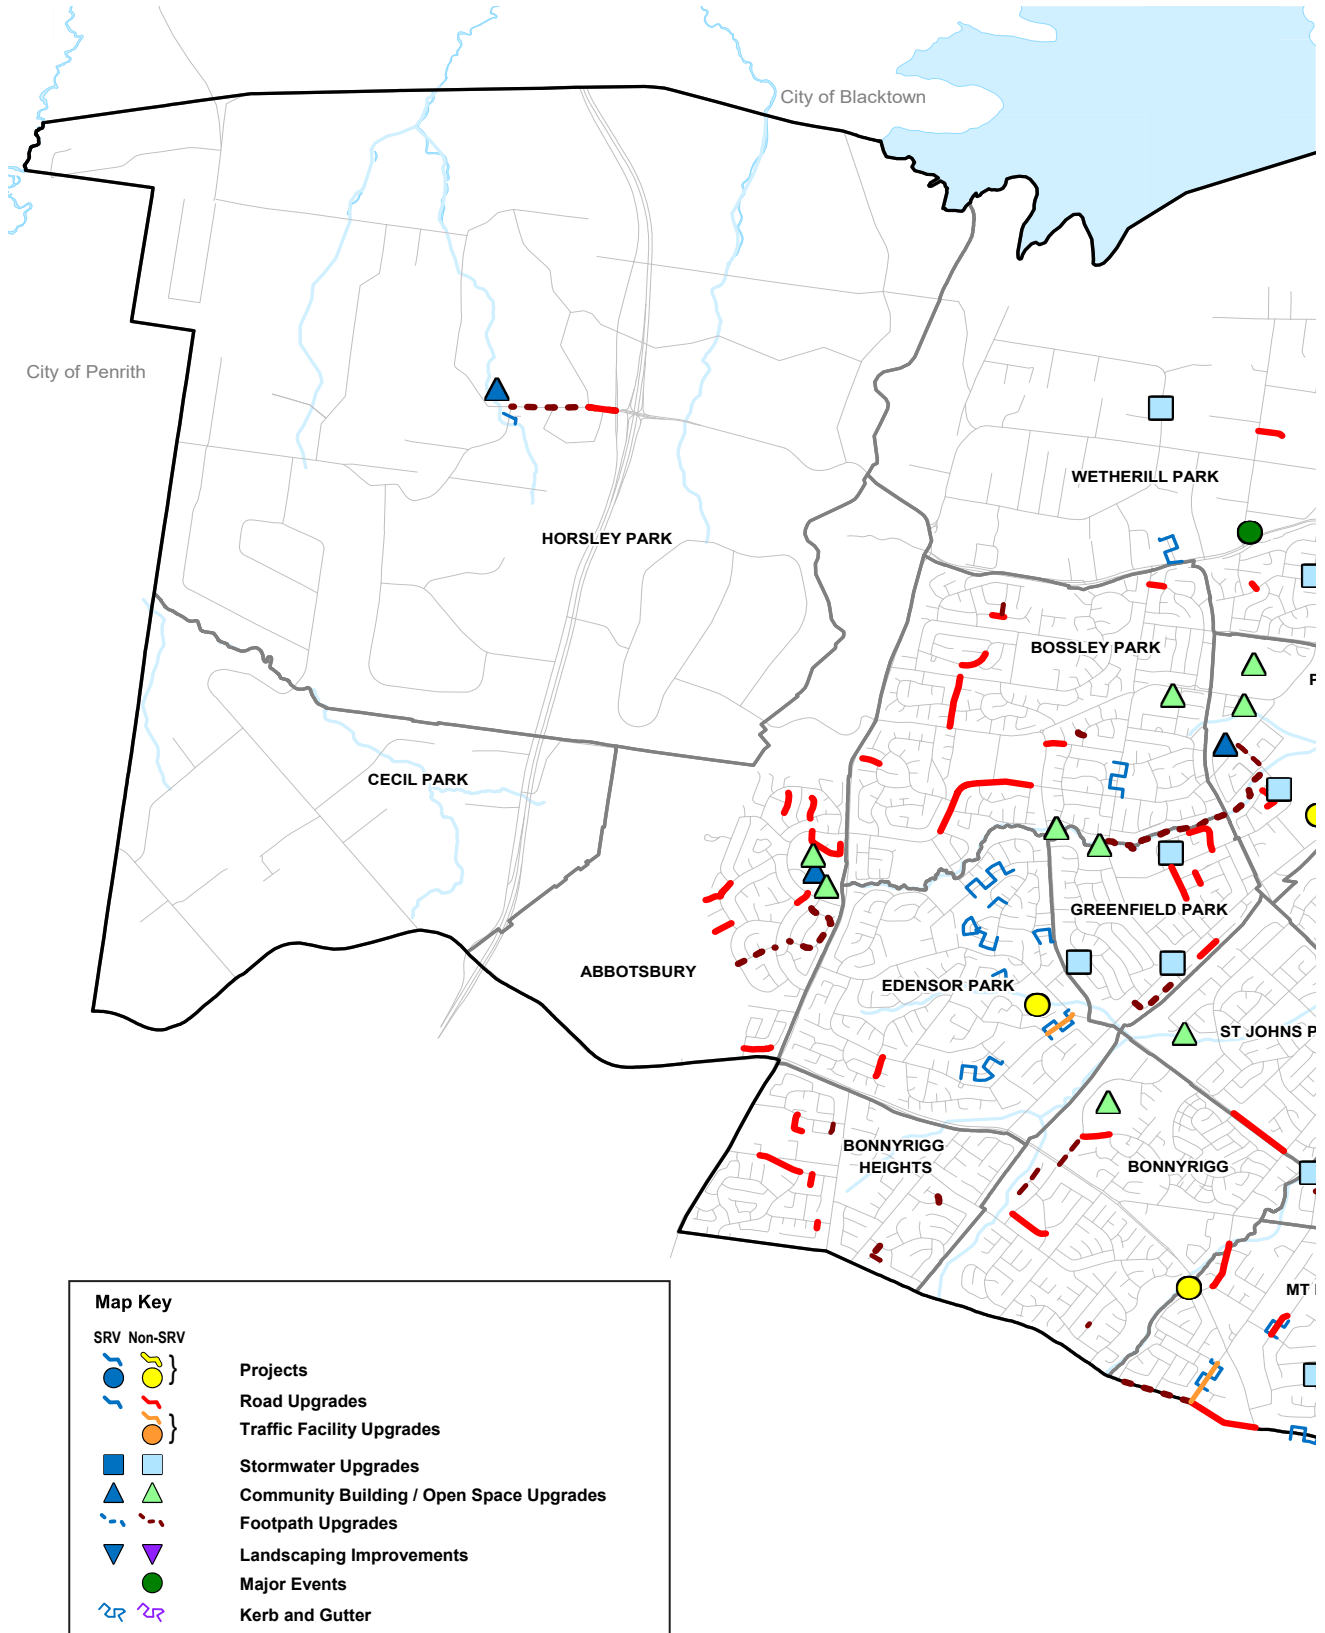 City of Blacktown
City of Penrith
WETHERILL PARK
HORSLEY PARK
BOSSLEY PARK
P
CECIL PARK
GREENFIELD PARK
ABBOTSBURY
EDENSOR PARK
ST JOHNS P
BONNYRIGG
HEIGHTS
BONNYRIGG
MT
Map Key
SRV Non-SRV
Projects
Road Upgrades
Traffic Facility Upgrades
Stormwater Upgrades
Community Building / Open Space Upgrades
Footpath Upgrades
Landscaping Improvements
Major Events
Kerb and Gutter